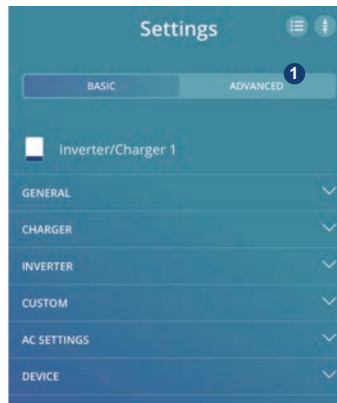 Settings
BASIC
ADVANCED
1
Inverter/Charger 1
GENERAL
CHARGER
INVERTER
CUSTOM
AC SETTINGS
DEVICE